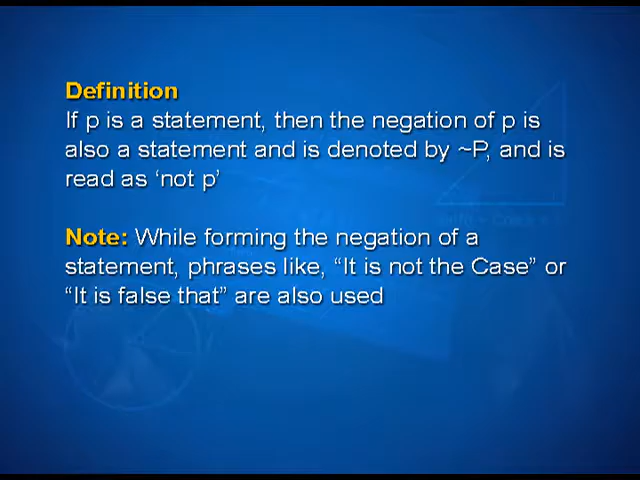 Definition
If p is a statement, then the negation of p is
also a statement and is denoted by ~P, and is
read as ‘not p’
Note: While forming the negation of a
statement, phrases like, “It is not the Case” or
“It is false that” are also used